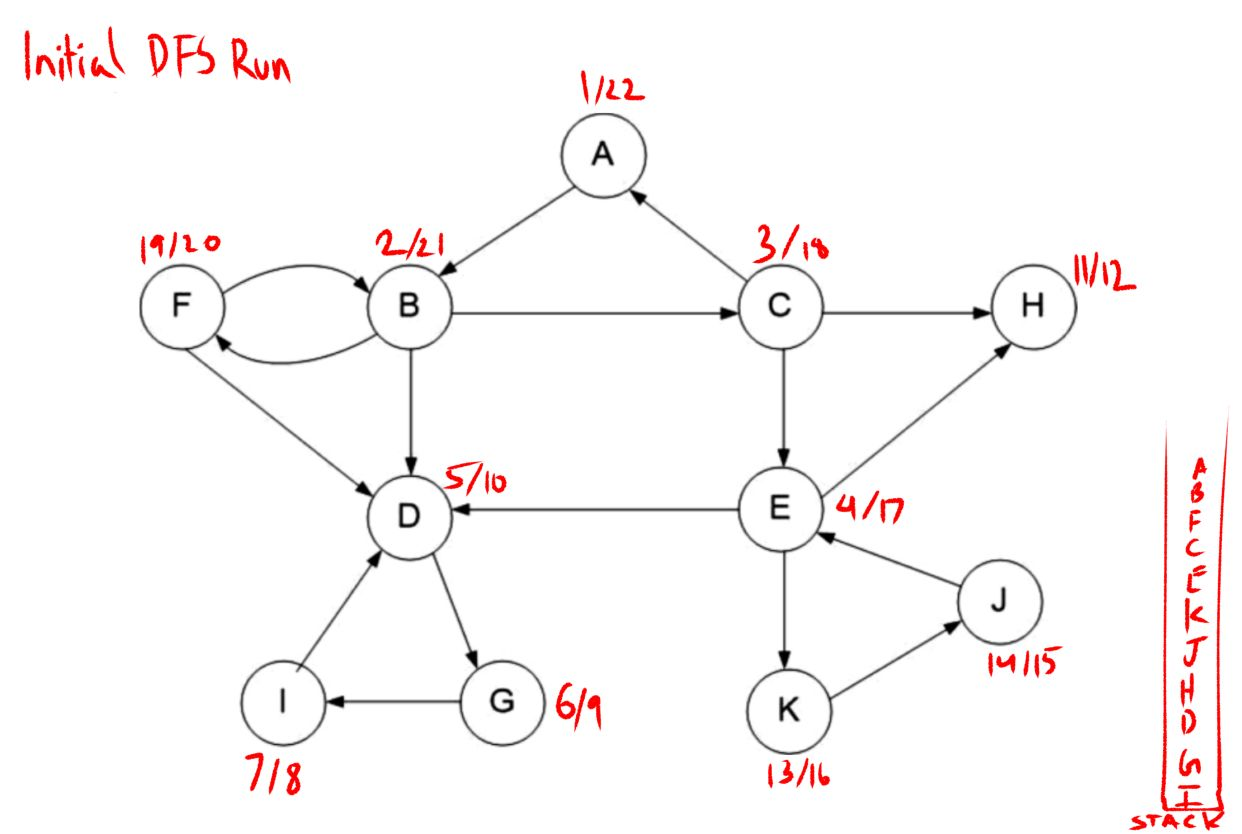 Initial DFS Run
1/22
A
19/20
2/21
3/18
11/12
F
B
C
H
5/10
D
E
4/17
J
14/15
I
G
6/9
K
7/8
13/16
A
B
F
C
E
K
J
H
D
G
I
STACK